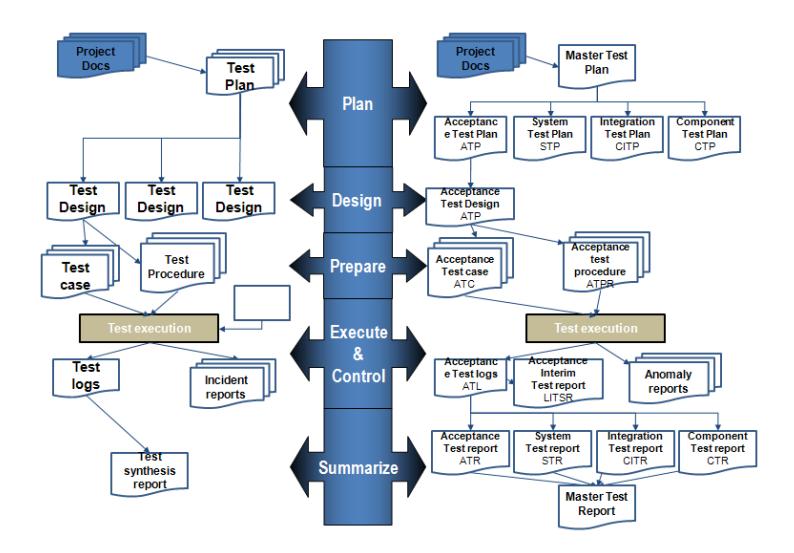 Project
Docs
Test
Plan
Test
Design
Test
Design
Test
Design
Test
case
Test
Procedure
Test execution
Test
logs
Incident
reports
Test
synthesis
report
Plan
Design
Prepare
Execute
&
Control
Summarize
Project
Docs
Master Test
Plan
Acceptanc
e Test Plan
ATP
System
Test Plan
STP
Integration
Test Plan
CITP
Component
Test Plan
CTP
Acceptance
Test Design
ATP
Acceptance
Test case
ATC
Acceptance
test
procedure
ATPR
Test execution
Acceptanc
e Test logs
ATL
Acceptance
Interim
Test report
LITSR
Anomaly
reports
Acceptance
Test report
ATR
System
Test report
STR
Integration
Test report
CITR
Component
Test report
CTR
Master Test
Report